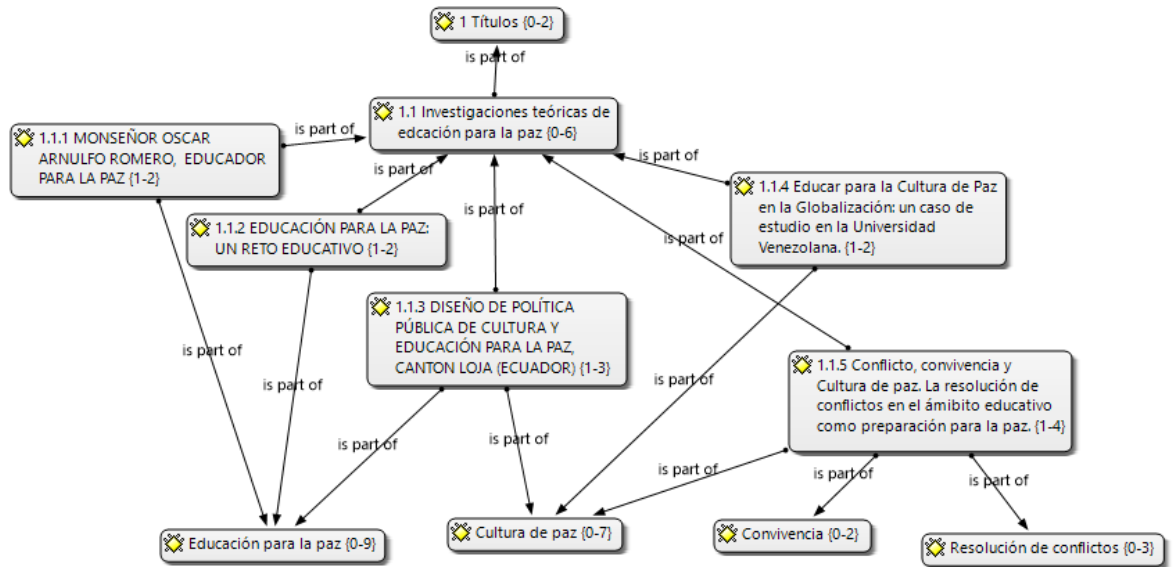 1 Títulos {0-2}
is part of
1.1 Investigaciones teóricas de
edcación para la paz {0-6}
1.1.1 MONSEÑOR OSCAR
ARNULFO ROMERO, EDUCADOR
PARA LA PAZ {1-2}
is part of
is part of
is part of
1.1.4 Educar para la Cultura de Paz
en la Globalización: un caso de
estudio en la Universidad
Venezolana. {1-2}
1.1.2 EDUCACIÓN PARA LA PAZ:
UN RETO EDUCATIVO {1-2}
is part of
is part of
1.1.3 DISEÑO DE POLÍTICA
PÚBLICA DE CULTURA Y
EDUCACIÓN PARA LA PAZ,
CANTON LOJA (ECUADOR) {1-3}
is part of
1.1.5 Conflicto, convivencia y
Cultura de paz. La resolución de
conflictos en el ámibito educativo
como preparación para la paz. {1-4}
is part of
is part of
is part of
is part of
is part of
is part of
is part of
Educación para la paz {0-9}
Cultura de paz {0-7}
Convivencia {0-2}
Resolución de conflictos {0-3}